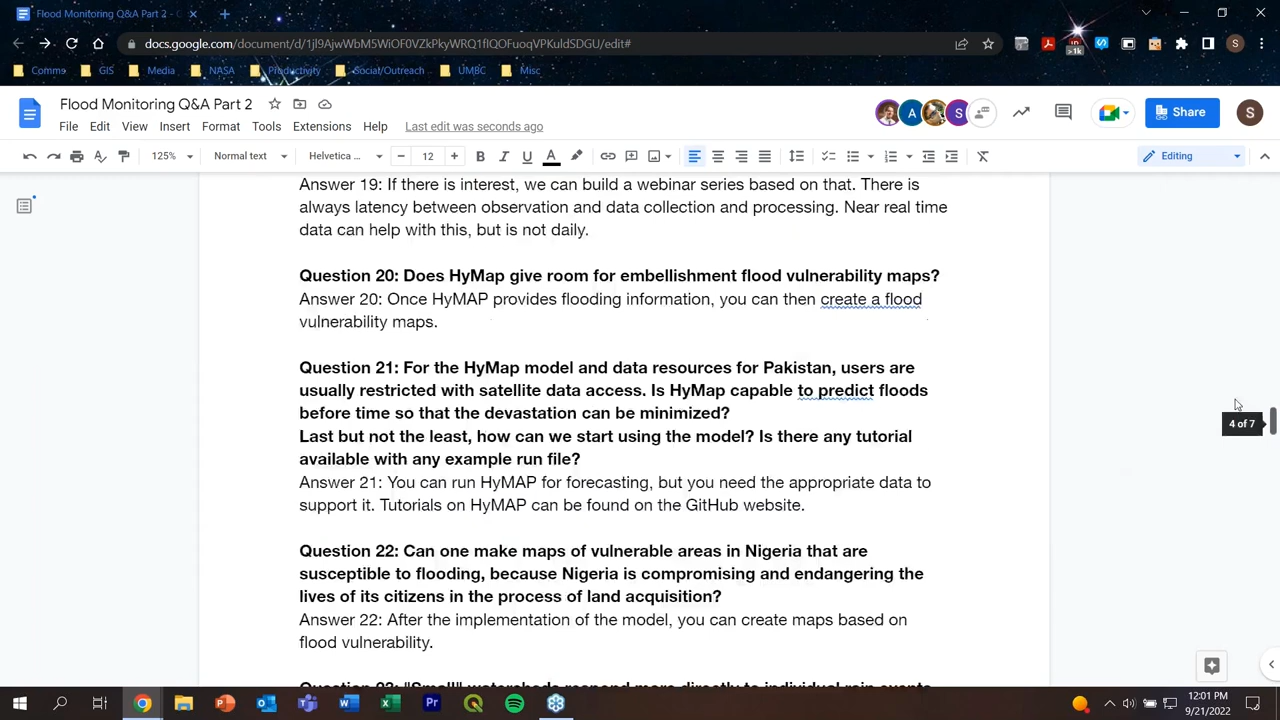 Flood Monitoring Q&A Part 2 -
docs.google.com/document/d/1jl9AjwWbM5WiOF0VZkPkyWRQ1fIQOFuoqVPKuldSDGU/edit#
Comms GIS Media NASA Productivity Social/Outreach UMBC Misc
>1k
S
Flood Monitoring Q&A Part 2
A S
Share
S
File Edit View Insert Format Tools Extensions Help Last edit was seconds ago
125% Normal text Helvetica ... 12 B I U A Editing
Answer 19: If there is interest, we can build a webinar series based on that. There is
always latency between observation and data collection and processing. Near real time
data can help with this, but is not daily.
Question 20: Does HyMap give room for embellishment flood vulnerability maps?
Answer 20: Once HyMAP provides flooding information, you can then create a flood
vulnerability maps.
Question 21: For the HyMap model and data resources for Pakistan, users are
usually restricted with satellite data access. Is HyMap capable to predict floods
before time so that the devastation can be minimized?
Last but not the least, how can we start using the model? Is there any tutorial
available with any example run file?
Answer 21: You can run HyMAP for forecasting, but you need the appropriate data to
support it. Tutorials on HyMAP can be found on the GitHub website.
4 of 7
Question 22: Can one make maps of vulnerable areas in Nigeria that are
susceptible to flooding, because Nigeria is compromising and endangering the
lives of its citizens in the process of land acquisition?
Answer 22: After the implementation of the model, you can create maps based on
flood vulnerability.
12:01 PM
9/21/2022